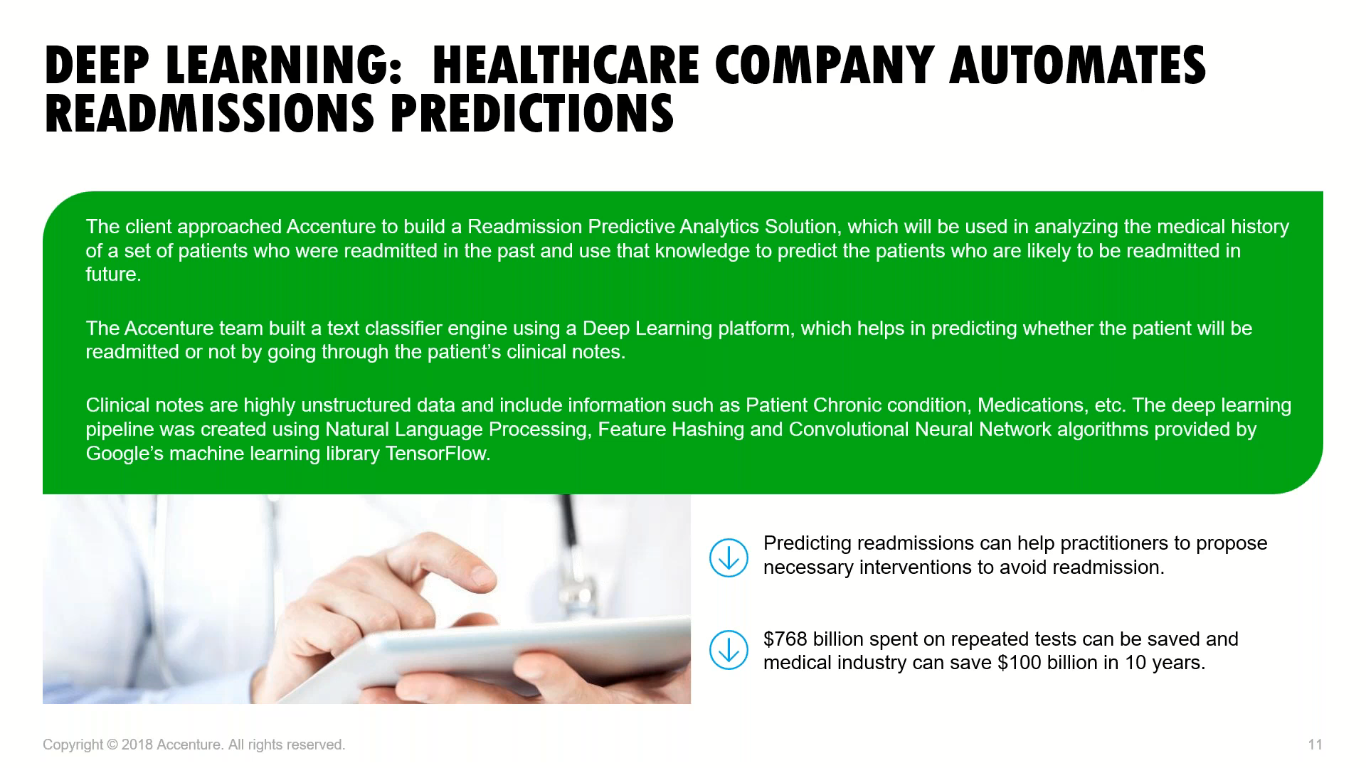 DEEP LEARNING:  HEALTHCARE COMPANY AUTOMATES
READMISSIONS PREDICTIONS
The client approached Accenture to build a Readmission Predictive Analytics Solution, which will be used in analyzing the medical history
of a set of patients who were readmitted in the past and use that knowledge to predict the patients who are likely to be readmitted in
future.
The Accenture team built a text classifier engine using a Deep Learning platform, which helps in predicting whether the patient will be
readmitted or not by going through the patient’s clinical notes.
Clinical notes are highly unstructured data and include information such as Patient Chronic condition, Medications, etc. The deep learning
pipeline was created using Natural Language Processing, Feature Hashing and Convolutional Neural Network algorithms provided by
Google’s machine learning library TensorFlow.
Predicting readmissions can help practitioners to propose
necessary interventions to avoid readmission.
$768 billion spent on repeated tests can be saved and
medical industry can save $100 billion in 10 years.
Copyright © 2018 Accenture. All rights reserved.
11